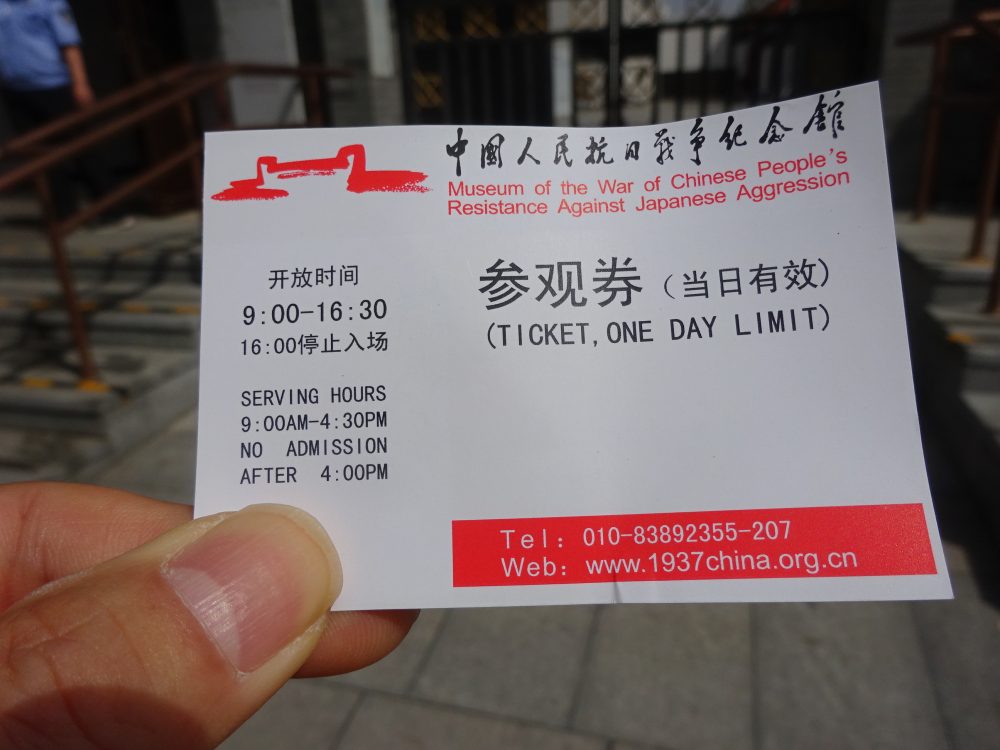 中國人民抗日戰爭纪念館
Museum of the War of Chinese People's
Resistance Against Japanese Aggression
开放时间
9:00-16:30
16:00停止入场
SERVING HOURS
9:00AM-4:30PM
NO ADMISSION
AFTER 4:00PM
参观券（当日有效）
(TICKET, ONE DAY LIMIT)
Tel：010-83892355-207
Web：www.1937china.org.cn